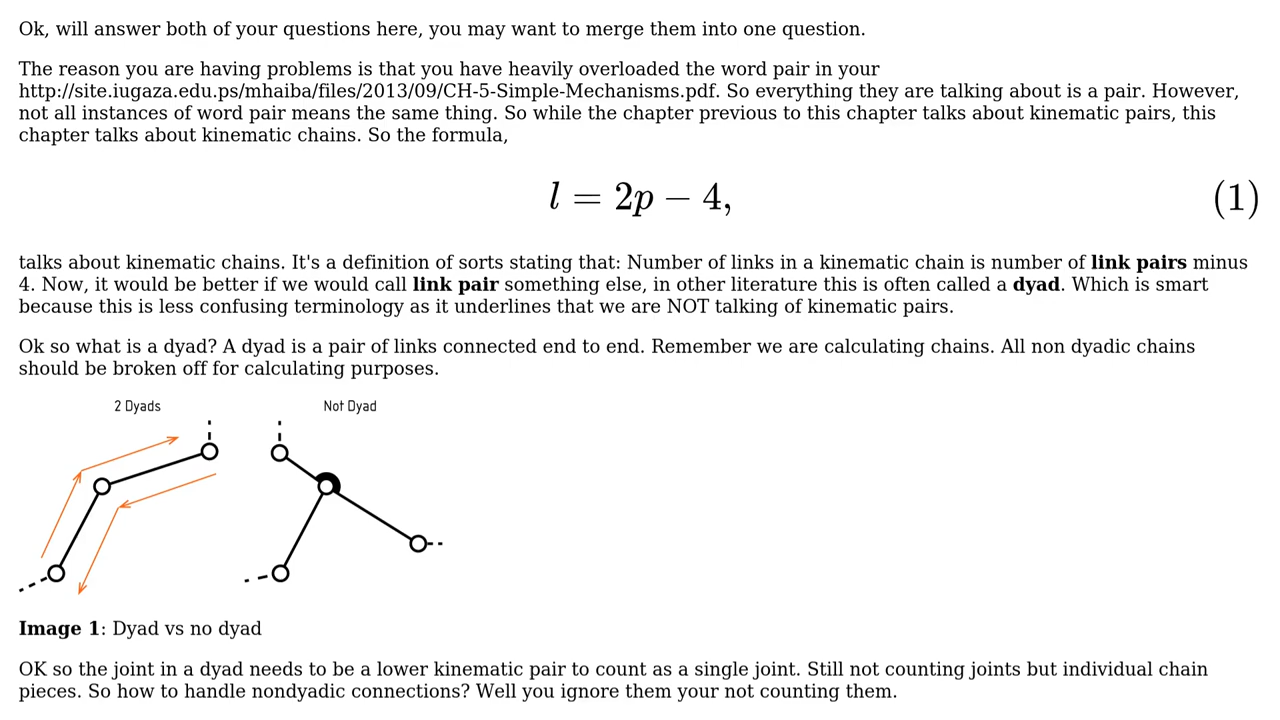 Ok, will answer both of your questions here, you may want to merge them into one question.
The reason you are having problems is that you have heavily overloaded the word pair in your
http://site.iugaza.edu.ps/mhaiba/files/2013/09/CH-5-Simple-Mechanisms.pdf. So everything they are talking about is a pair. However,
not all instances of word pair means the same thing. So while the chapter previous to this chapter talks about kinematic pairs, this
chapter talks about kinematic chains. So the formula,
l = 2p − 4, (1)
talks about kinematic chains. It's a definition of sorts stating that: Number of links in a kinematic chain is number of link pairs minus
4. Now, it would be better if we would call link pair something else, in other literature this is often called a dyad. Which is smart
because this is less confusing terminology as it underlines that we are NOT talking of kinematic pairs.
Ok so what is a dyad? A dyad is a pair of links connected end to end. Remember we are calculating chains. All non dyadic chains
should be broken off for calculating purposes.
2 Dyads Not Dyad
Image 1: Dyad vs no dyad
OK so the joint in a dyad needs to be a lower kinematic pair to count as a single joint. Still not counting joints but individual chain
pieces. So how to handle nondyadic connections? Well you ignore them your not counting them.